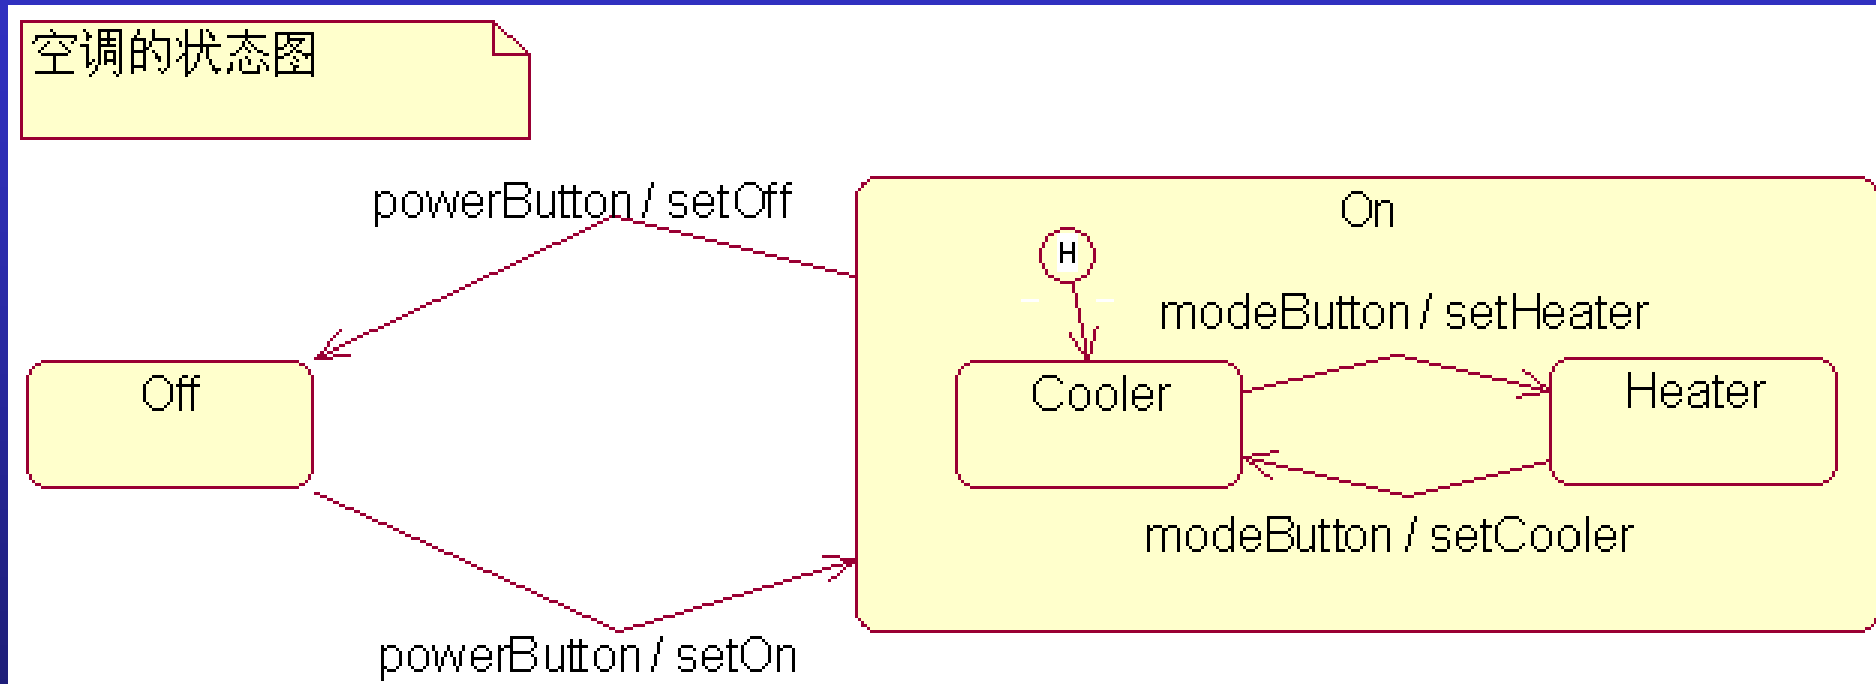 空调的状态图
powerButton / setOff
On
H
modeButton / setHeater
Off
Cooler
Heater
modeButton / setCooler
powerButton / setOn